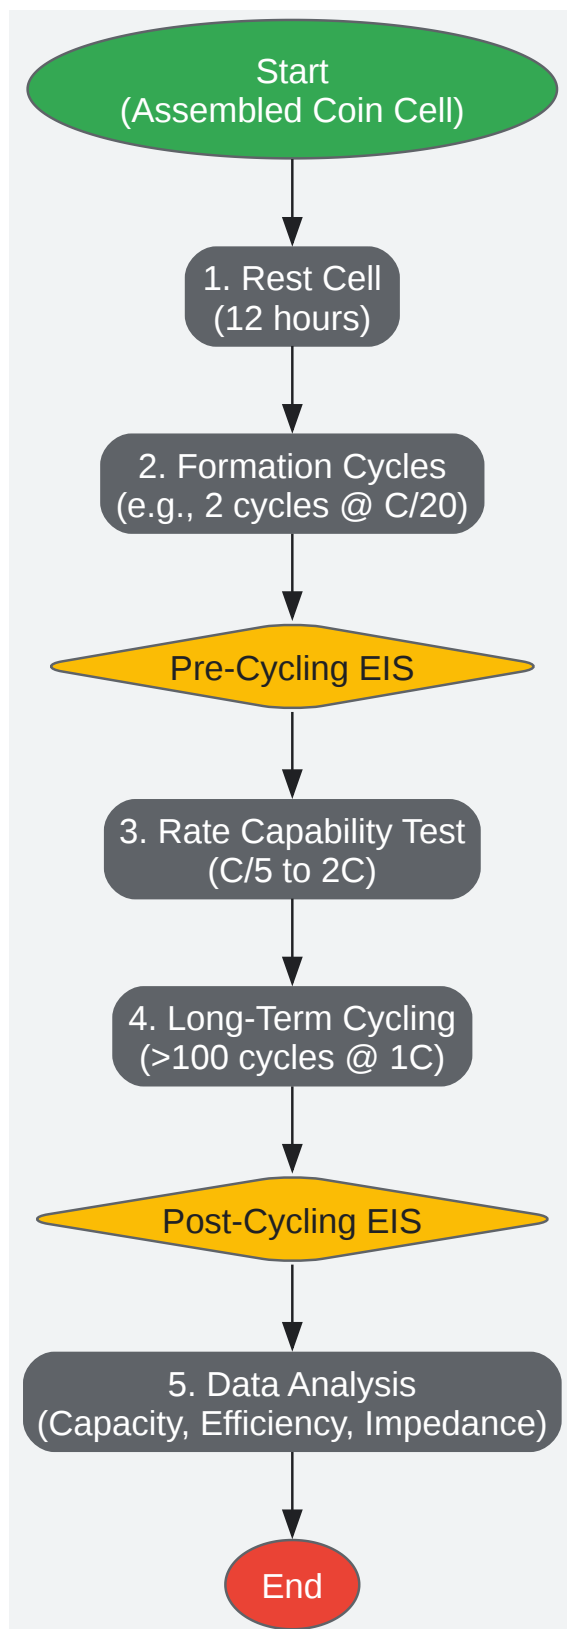 Start
(Assembled Coin Cell)
1. Rest Cell
(12 hours)
2. Formation Cycles
(e.g., 2 cycles @ C/20)
Pre-Cycling EIS
3. Rate Capability Test
(C/5 to 2C)
4. Long-Term Cycling
(>100 cycles @ 1C)
Post-Cycling EIS
5. Data Analysis
(Capacity, Efficiency, Impedance)
End